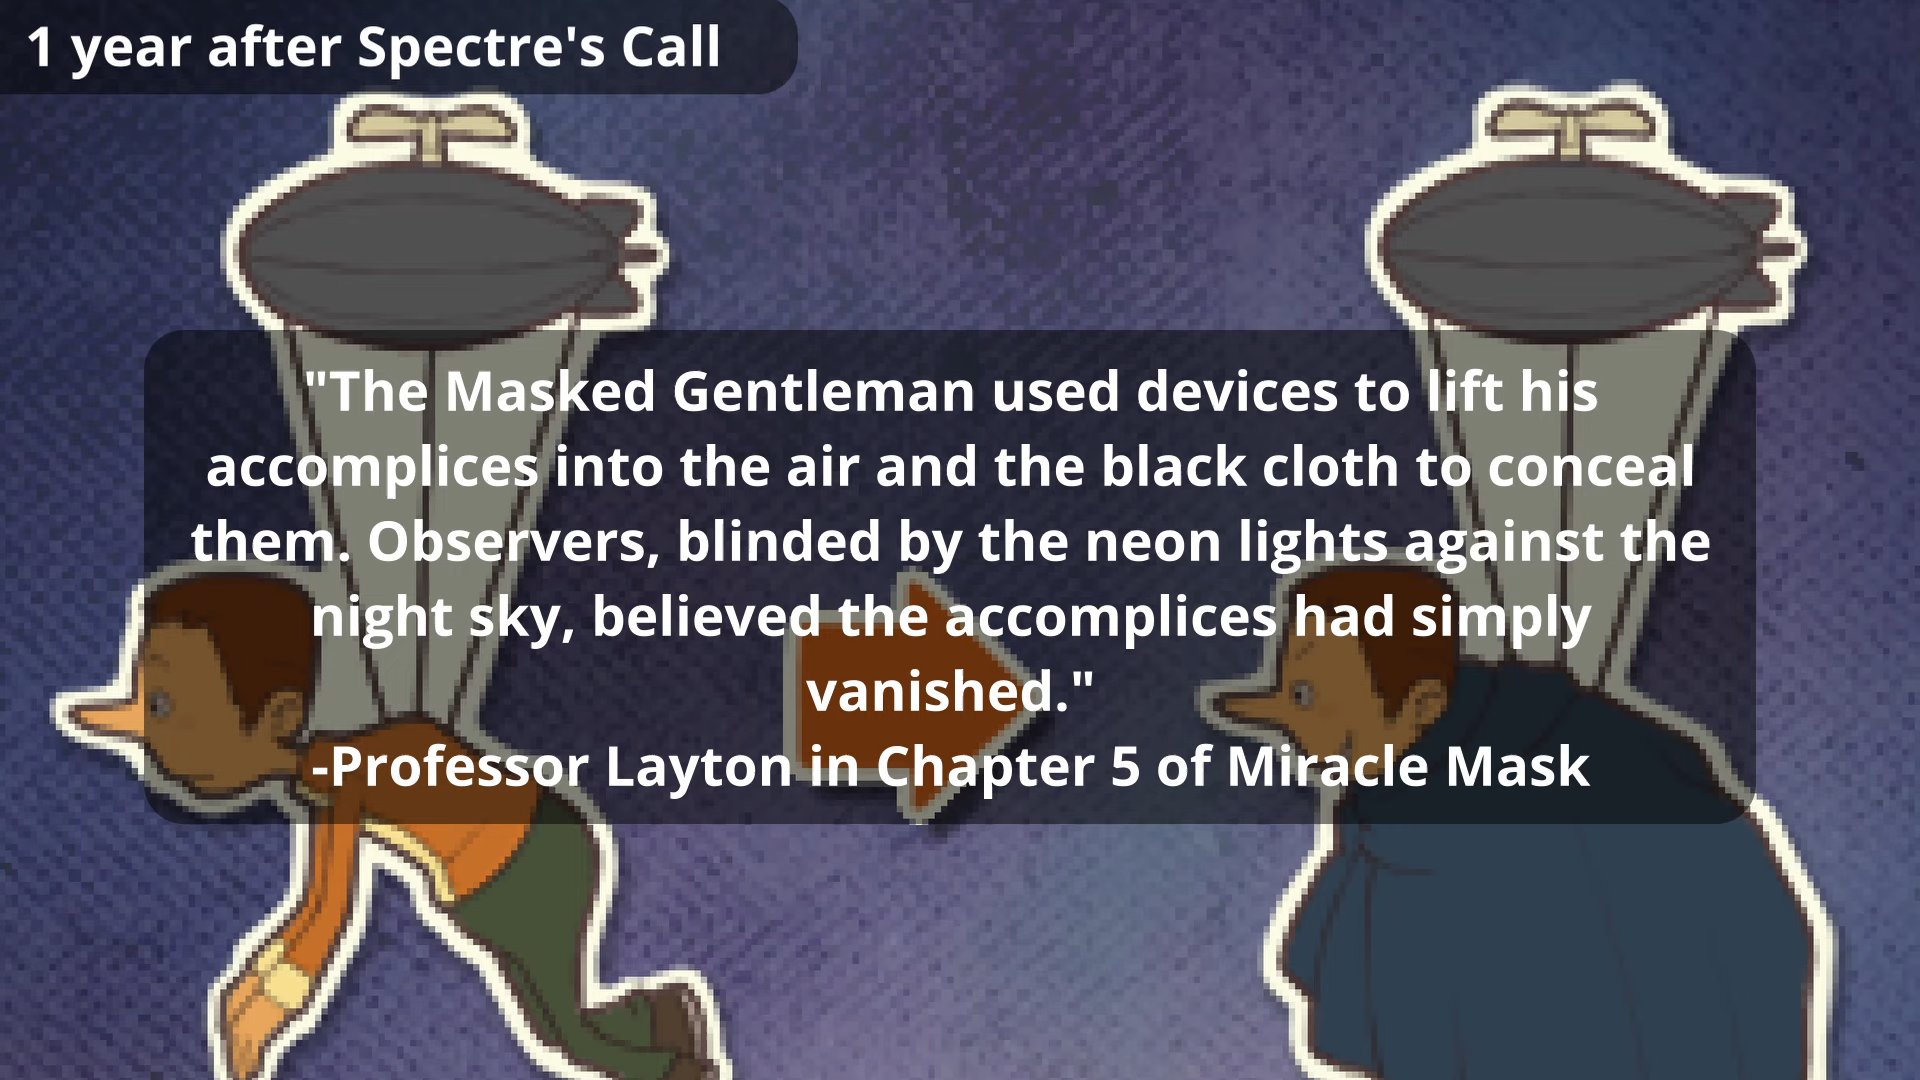 1 year after Spectre's Call
"The Masked Gentleman used devices to lift his
accomplices into the air and the black cloth to conceal
them. Observers, blinded by the neon lights against the
night sky, believed the accomplices had simply
vanished."
-Professor Layton in Chapter 5 of Miracle Mask